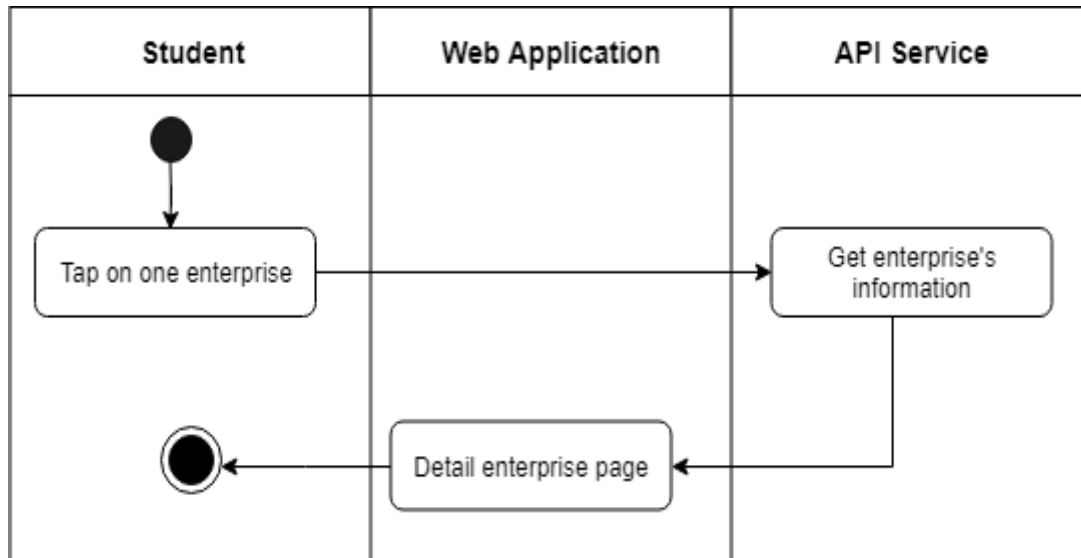 Student
Web Application
API Service
Tap on one enterprise
Get enterprise's
information
Detail enterprise page